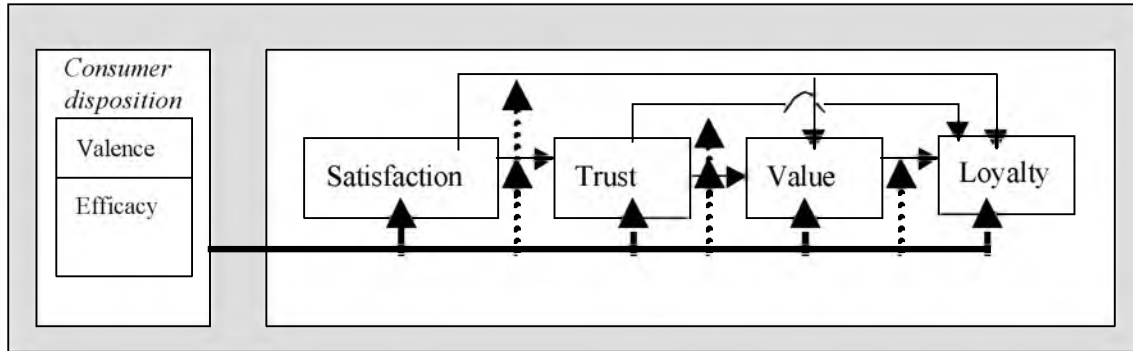 Consumer
disposition
Valence
Efficacy
Satisfaction
Trust
Value
Loyalty